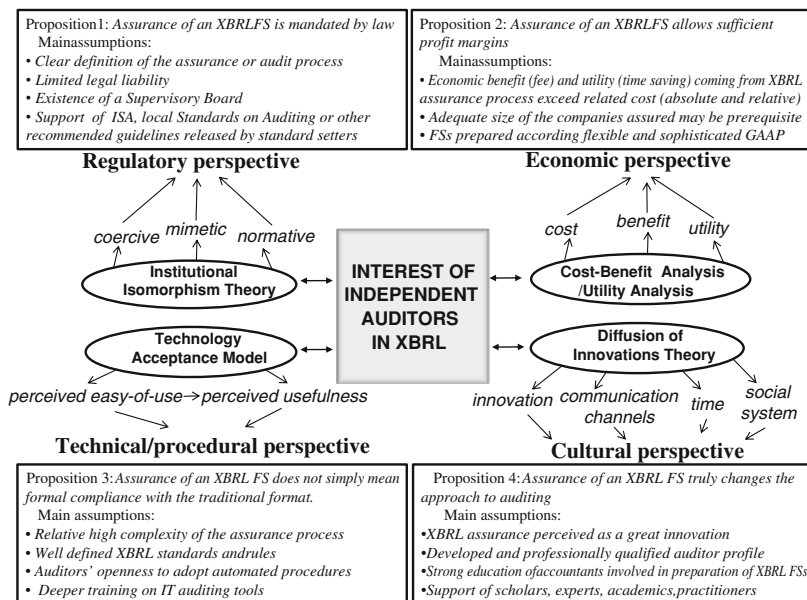 Proposition1: Assurance of an XBRLFS is mandated by law
Mainassumptions:
• Clear definition of the assurance or audit process
• Limited legal liability
• Existence of a Supervisory Board
• Support of ISA, local Standards on Auditing or other
recommended guidelines released by standard setters
Regulatory perspective
coercive
mimetic
normative
Institutional
Isomorphism Theory
Proposition 2: Assurance of an XBRLFS allows sufficient
profit margins
Mainassumptions:
• Economic benefit (fee) and utility (time saving) coming from XBRL
assurance process exceed related cost (absolute and relative)
• Adequate size of the companies assured may be prerequisite
• FSs prepared according flexible and sophisticated GAAP
Economic perspective
cost
benefit
utility
Cost-Benefit Analysis
/Utility Analysis
INTEREST OF
INDEPENDENT
AUDITORS
IN XBRL
Technology
Acceptance Model
perceived easy-of-use
perceived usefulness
Technical/procedural perspective
Proposition 3: Assurance of an XBRL FS does not simply mean
formal compliance with the traditional format.
Main assumptions:
• Relative high complexity of the assurance process
• Well defined XBRL standards andrules
• Auditors' openness to adopt automated procedures
• Deeper training on IT auditing tools
Diffusion of
Innovations Theory
innovation
communication
channels
time
social
system
Cultural perspective
Proposition 4: Assurance of an XBRL FS truly changes the
approach to auditing
Main assumptions:
•XBRL assurance perceived as a great innovation
•Developed and professionally qualified auditor profile
•Strong education ofaccountants involved in preparation of XBRL FSs
•Support of scholars, experts, academics,practitioners